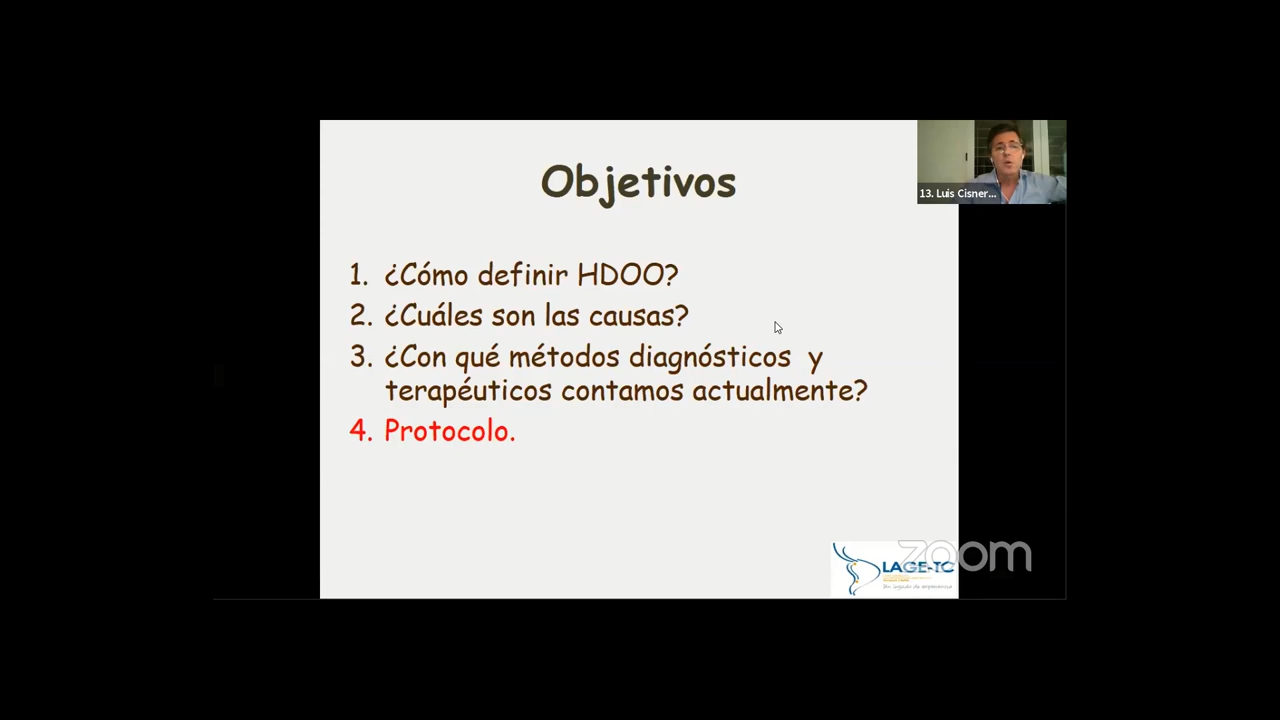 Objetivos
13. Luis Cisner...
1. ¿Cómo definir HDOO?
2. ¿Cuáles son las causas?
3. ¿Con qué métodos diagnósticos y
terapéuticos contamos actualmente?
4. Protocolo.
zoom
LAGE-TC